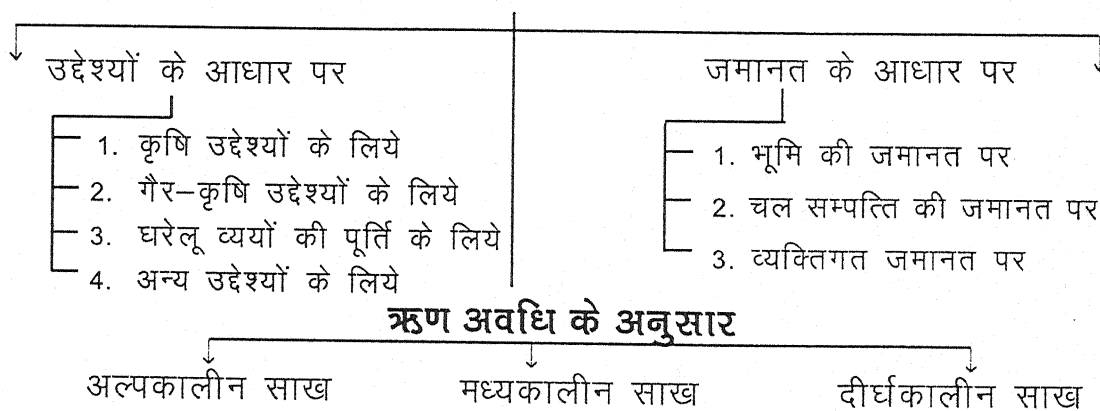 उद्देश्यों के आधार पर
1. कृषि उद्देश्यों के लिये
2. गैर–कृषि उद्देश्यों के लिये
3. घरेलू व्ययों की पूर्ति के लिये
4. अन्य उद्देश्यों के लिये
जमानत के आधार पर
1. भूमि की जमानत पर
2. चल सम्पत्ति की जमानत पर
3. व्यक्तिगत जमानत पर
ऋण अवधि के अनुसार
अल्पकालीन साख मध्यकालीन साख दीर्घकालीन साख